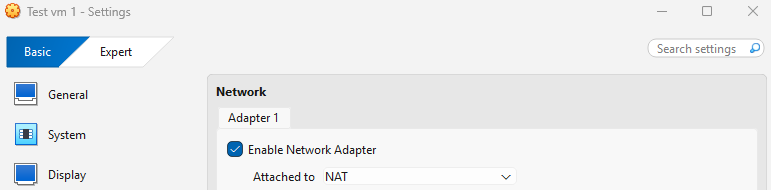 Test vm 1 - Settings
Basic Expert Search settings
General
System
Display
Network
Adapter 1
Enable Network Adapter
Attached to NAT